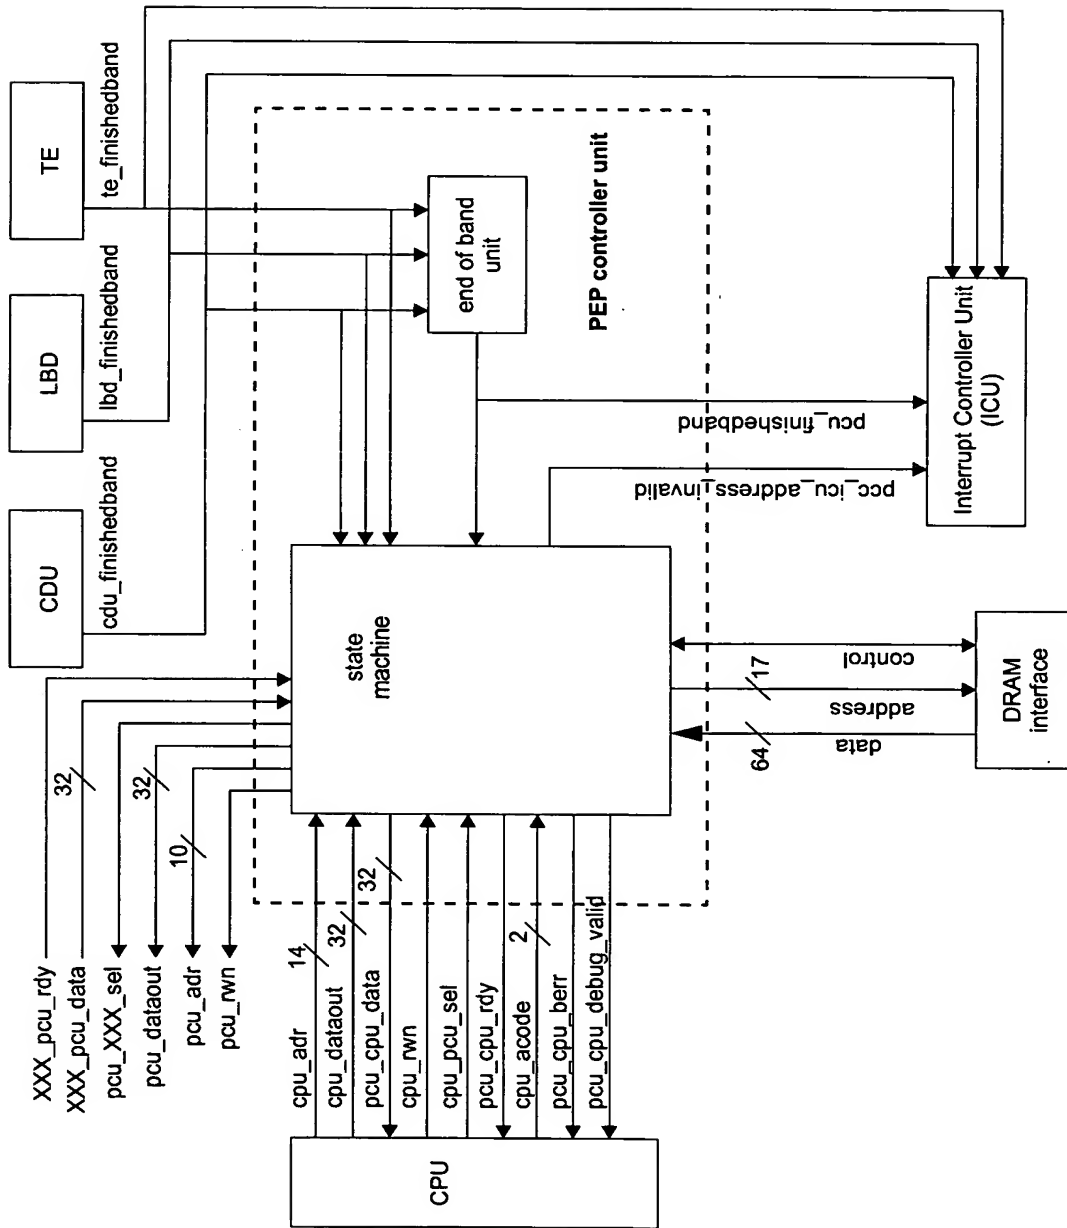 TE
LBD
CDU
te_finishedband
lbd_finishedband
cdu_finishedband
end of band
unit
PEP controller unit
state
machine
XXX_pcu_rdy
XXX_pcu_data
pcu_XXX_sel
pcu_dataout
pcu_adr
pcu_rwn
32
32
10
cpu_adr
cpu_dataout
pcu_cpu_data
cpu_rwn
cpu_pcu_sel
pcu_cpu_rdy
cpu_acode
pcu_cpu_berr
pcu_cpu_debug_valid
14
32
32
2
CPU
pcu_finishedband
pcc_icu_address_invalid
Interrupt Controller Unit
(ICU)
control
address
data
17
64
DRAM
interface